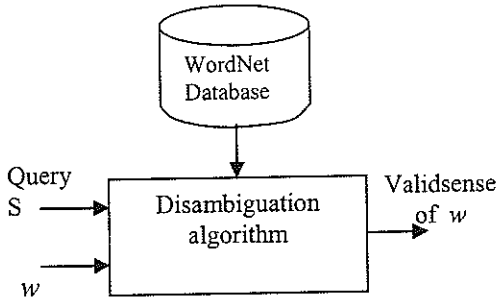 WordNet
Database
Query
S
w
Disambiguation
algorithm
Validsense
of w